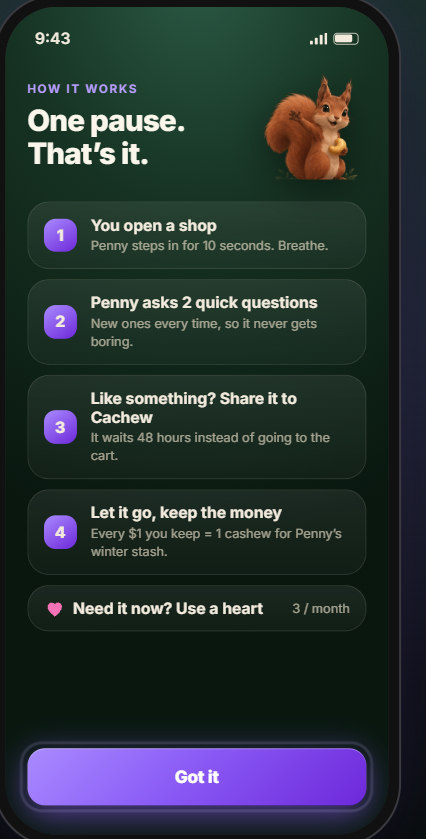 9:43
HOW IT WORKS
One pause.
That’s it.
1
You open a shop
Penny steps in for 10 seconds. Breathe.
2
Penny asks 2 quick questions
New ones every time, so it never gets
boring.
3
Like something? Share it to
Cachew
It waits 48 hours instead of going to the
cart.
4
Let it go, keep the money
Every $1 you keep = 1 cashew for Penny’s
winter stash.
Need it now? Use a heart
3 / month
Got it